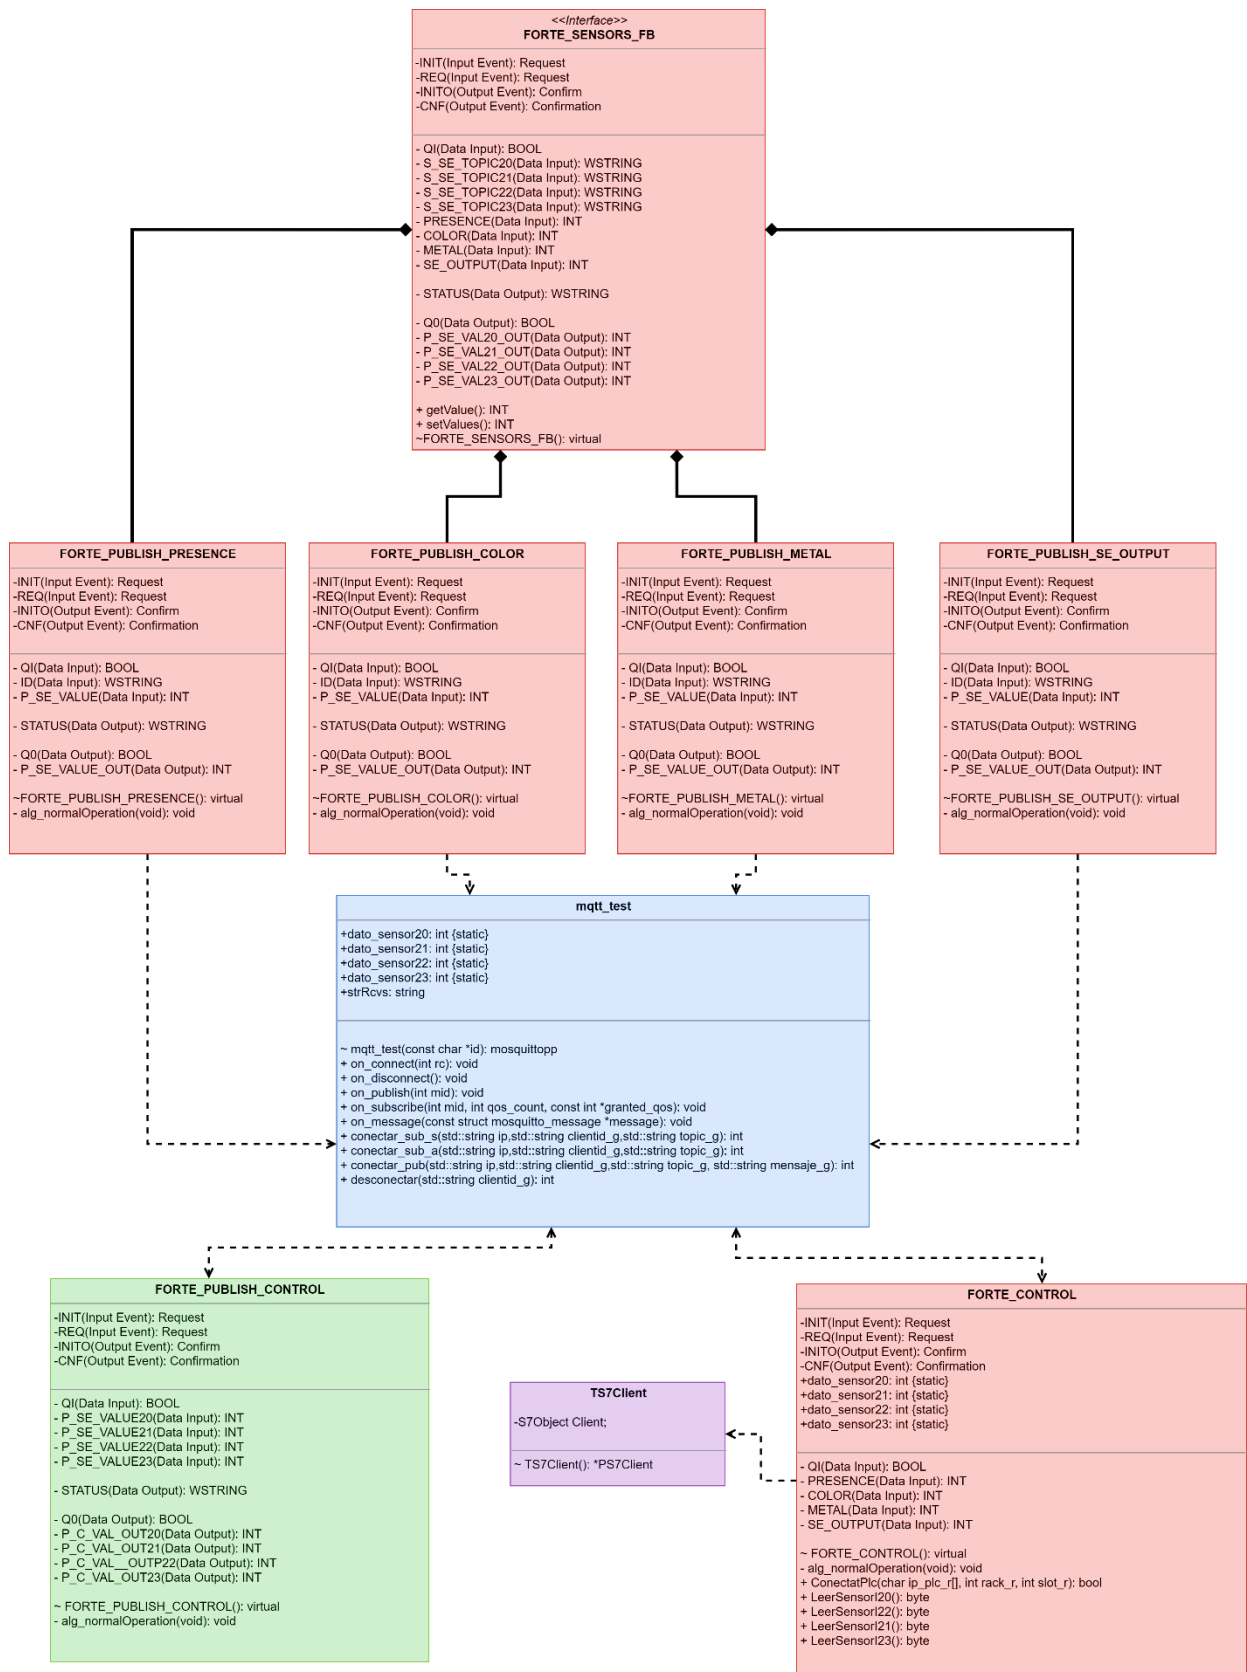 <<Interface>>
FORTE_SENSORS_FB
-INIT(Input Event): Request
-REQ(Input Event): Request
-INITO(Output Event): Confirm
-CNF(Output Event): Confirmation
- QI(Data Input): BOOL
- S_SE_TOPIC20(Data Input): WSTRING
- S_SE_TOPIC21(Data Input): WSTRING
- S_SE_TOPIC22(Data Input): WSTRING
- S_SE_TOPIC23(Data Input): WSTRING
- PRESENCE(Data Input): INT
- COLOR(Data Input): INT
- METAL(Data Input): INT
- SE_OUTPUT(Data Input): INT
- STATUS(Data Output): WSTRING
- Q0(Data Output): BOOL
- P_SE_VAL20_OUT(Data Output): INT
- P_SE_VAL21_OUT(Data Output): INT
- P_SE_VAL22_OUT(Data Output): INT
- P_SE_VAL23_OUT(Data Output): INT
+ getValue(): INT
+ setValues(): INT
~FORTE_SENSORS_FB(): virtual
FORTE_PUBLISH_PRESENCE
-INIT(Input Event): Request
-REQ(Input Event): Request
-INITO(Output Event): Confirm
-CNF(Output Event): Confirmation
- QI(Data Input): BOOL
- ID(Data Input): WSTRING
- P_SE_VALUE(Data Input): INT
- STATUS(Data Output): WSTRING
- Q0(Data Output): BOOL
- P_SE_VALUE_OUT(Data Output): INT
~FORTE_PUBLISH_PRESENCE(): virtual
- alg_normalOperation(void): void
FORTE_PUBLISH_COLOR
-INIT(Input Event): Request
-REQ(Input Event): Request
-INITO(Output Event): Confirm
-CNF(Output Event): Confirmation
- QI(Data Input): BOOL
- ID(Data Input): WSTRING
- P_SE_VALUE(Data Input): INT
- STATUS(Data Output): WSTRING
- Q0(Data Output): BOOL
- P_SE_VALUE_OUT(Data Output): INT
~FORTE_PUBLISH_COLOR(): virtual
- alg_normalOperation(void): void
FORTE_PUBLISH_METAL
-INIT(Input Event): Request
-REQ(Input Event): Request
-INITO(Output Event): Confirm
-CNF(Output Event): Confirmation
- QI(Data Input): BOOL
- ID(Data Input): WSTRING
- P_SE_VALUE(Data Input): INT
- STATUS(Data Output): WSTRING
- Q0(Data Output): BOOL
- P_SE_VALUE_OUT(Data Output): INT
~FORTE_PUBLISH_METAL(): virtual
- alg_normalOperation(void): void
FORTE_PUBLISH_SE_OUTPUT
-INIT(Input Event): Request
-REQ(Input Event): Request
-INITO(Output Event): Confirm
-CNF(Output Event): Confirmation
- QI(Data Input): BOOL
- ID(Data Input): WSTRING
- P_SE_VALUE(Data Input): INT
- STATUS(Data Output): WSTRING
- Q0(Data Output): BOOL
- P_SE_VALUE_OUT(Data Output): INT
~FORTE_PUBLISH_SE_OUTPUT(): virtual
- alg_normalOperation(void): void
mqtt_test
+dato_sensor20: int {static}
+dato_sensor21: int {static}
+dato_sensor22: int {static}
+dato_sensor23: int {static}
+strRcvs: string
~ mqtt_test(const char *id): mosquittopp
+ on_connect(int rc): void
+ on_disconnect(): void
+ on_publish(int mid): void
+ on_subscribe(int mid, int qos_count, const int *granted_qos): void
+ on_message(const struct mosquitto_message *message): void
+ conectar_sub_s(std::string ip,std::string clientid_g,std::string topic_g): int
+ conectar_sub_a(std::string ip,std::string clientid_g,std::string topic_g): int
+ conectar_pub(std::string ip,std::string clientid_g,std::string topic_g, std::string mensaje_g): int
+ desconectar(std::string clientid_g): int
FORTE_PUBLISH_CONTROL
-INIT(Input Event): Request
-REQ(Input Event): Request
-INITO(Output Event): Confirm
-CNF(Output Event): Confirmation
- QI(Data Input): BOOL
- P_SE_VALUE20(Data Input): INT
- P_SE_VALUE21(Data Input): INT
- P_SE_VALUE22(Data Input): INT
- P_SE_VALUE23(Data Input): INT
- STATUS(Data Output): WSTRING
- Q0(Data Output): BOOL
- P_C_VAL_OUT20(Data Output): INT
- P_C_VAL_OUT21(Data Output): INT
- P_C_VAL__OUTP22(Data Output): INT
- P_C_VAL_OUT23(Data Output): INT
~ FORTE_PUBLISH_CONTROL(): virtual
- alg_normalOperation(void): void
TS7Client
-S7Object Client;
~ TS7Client(): *PS7Client
FORTE_CONTROL
-INIT(Input Event): Request
-REQ(Input Event): Request
-INITO(Output Event): Confirm
-CNF(Output Event): Confirmation
+dato_sensor20: int {static}
+dato_sensor21: int {static}
+dato_sensor22: int {static}
+dato_sensor23: int {static}
- QI(Data Input): BOOL
- PRESENCE(Data Input): INT
- COLOR(Data Input): INT
- METAL(Data Input): INT
- SE_OUTPUT(Data Input): INT
~ FORTE_CONTROL(): virtual
- alg_normalOperation(void): void
+ ConectatPlc(char ip_plc_r[], int rack_r, int slot_r): bool
+ LeerSensorI20(): byte
+ LeerSensorI22(): byte
+ LeerSensorI21(): byte
+ LeerSensorI23(): byte